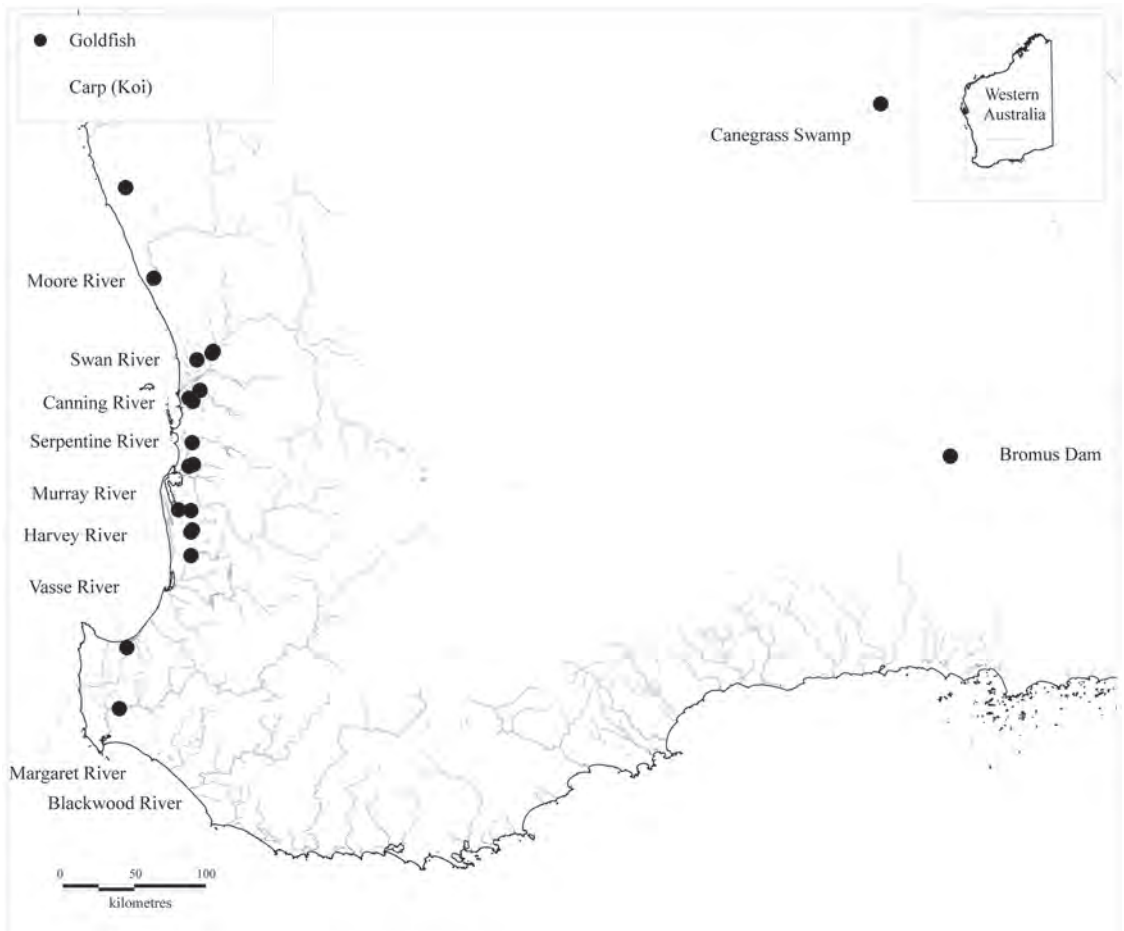 Goldfish
Carp (Koi)
Western
Australia
Canegrass Swamp
Moore River
Swan River
Canning River
Serpentine River
Bromus Dam
Murray River
Harvey River
Vasse River
Margaret River
Blackwood River
0 50 100
kilometres